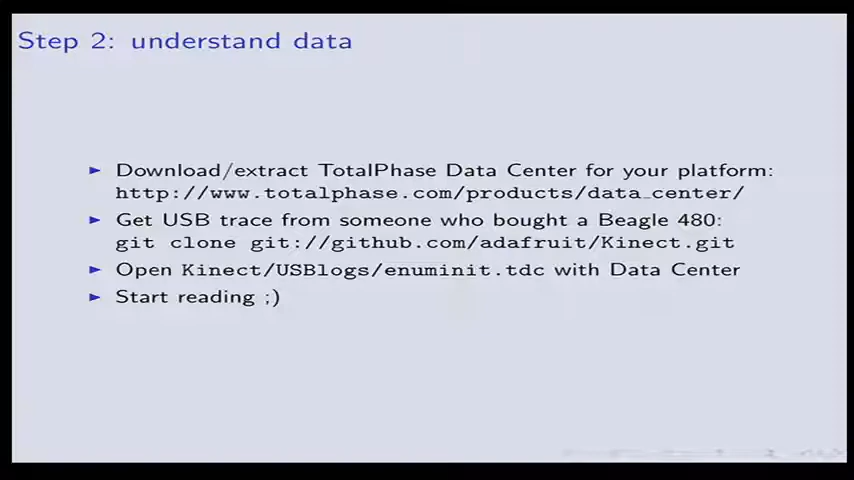 Step 2: understand data
► Download/extract TotalPhase Data Center for your platform:
http://www.totalphase.com/products/data_center/
► Get USB trace from someone who bought a Beagle 480:
git clone git://github.com/adafruit/Kinect.git
► Open Kinect/USBlogs/enuminit.tdc with Data Center
► Start reading ;)